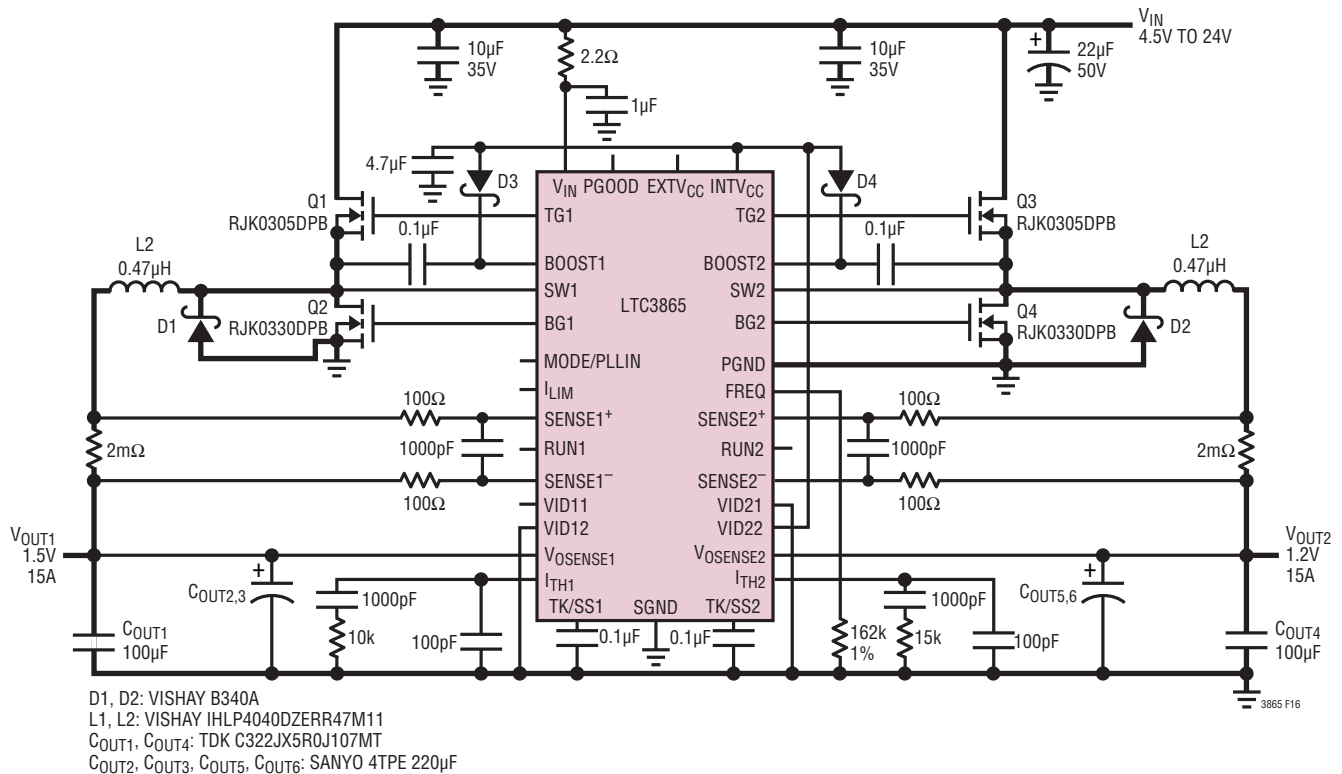 VIN
4.5V TO 24V
10µF
35V
2.2Ω
10µF
35V
22µF
50V
1µF
4.7µF
D3
D4
VIN PGOOD EXTVCC INTVCC
Q1
RJK0305DPB
TG1
TG2
Q3
RJK0305DPB
0.1µF
0.1µF
L2
0.47µH
L2
0.47µH
BOOST1
BOOST2
SW1
SW2
LTC3865
Q2
RJK0330DPB
Q4
RJK0330DPB
D1
D2
BG1
BG2
MODE/PLLIN
PGND
ILIM
FREQ
100Ω
100Ω
SENSE1+
SENSE2+
2mΩ
1000pF
RUN1
RUN2
1000pF
2mΩ
SENSE1–
SENSE2–
100Ω
100Ω
VID11
VID21
VID12
VID22
VOUT1
1.5V
15A
VOSENSE1
VOSENSE2
VOUT2
1.2V
15A
+
COUT2,3
ITH1
ITH2
+
COUT5,6
1000pF
1000pF
TK/SS1 SGND TK/SS2
COUT1
100µF
10k
100pF
0.1µF
0.1µF
162k
1%
15k
100pF
COUT4
100µF
D1, D2: VISHAY B340A
L1, L2: VISHAY IHLP4040DZERR47M11
COUT1, COUT4: TDK C322JX5R0J107MT
COUT2, COUT3, COUT5, COUT6: SANYO 4TPE 220µF
3865 F16